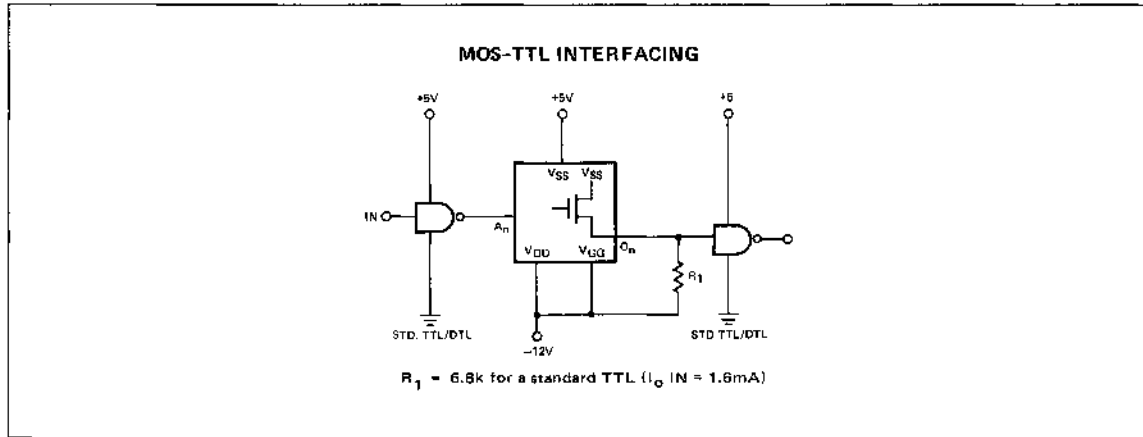 MOS-TTL INTERFACING
+5V
+5V
+5
VSS
VSS
IN
An
On
VDD
VGG
R1
STD. TTL/DTL
STD TTL/DTL
–12V
R1 = 6.8k for a standard TTL (Io IN = 1.6mA)